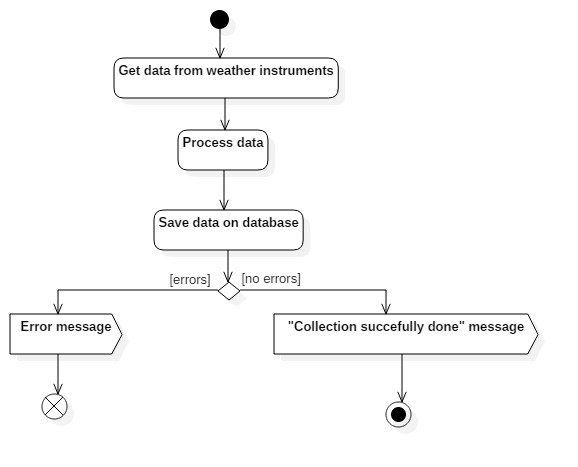 Get data from weather instruments
Process data
Save data on database
[errors]
[no errors]
Error message
"Collection succefully done" message